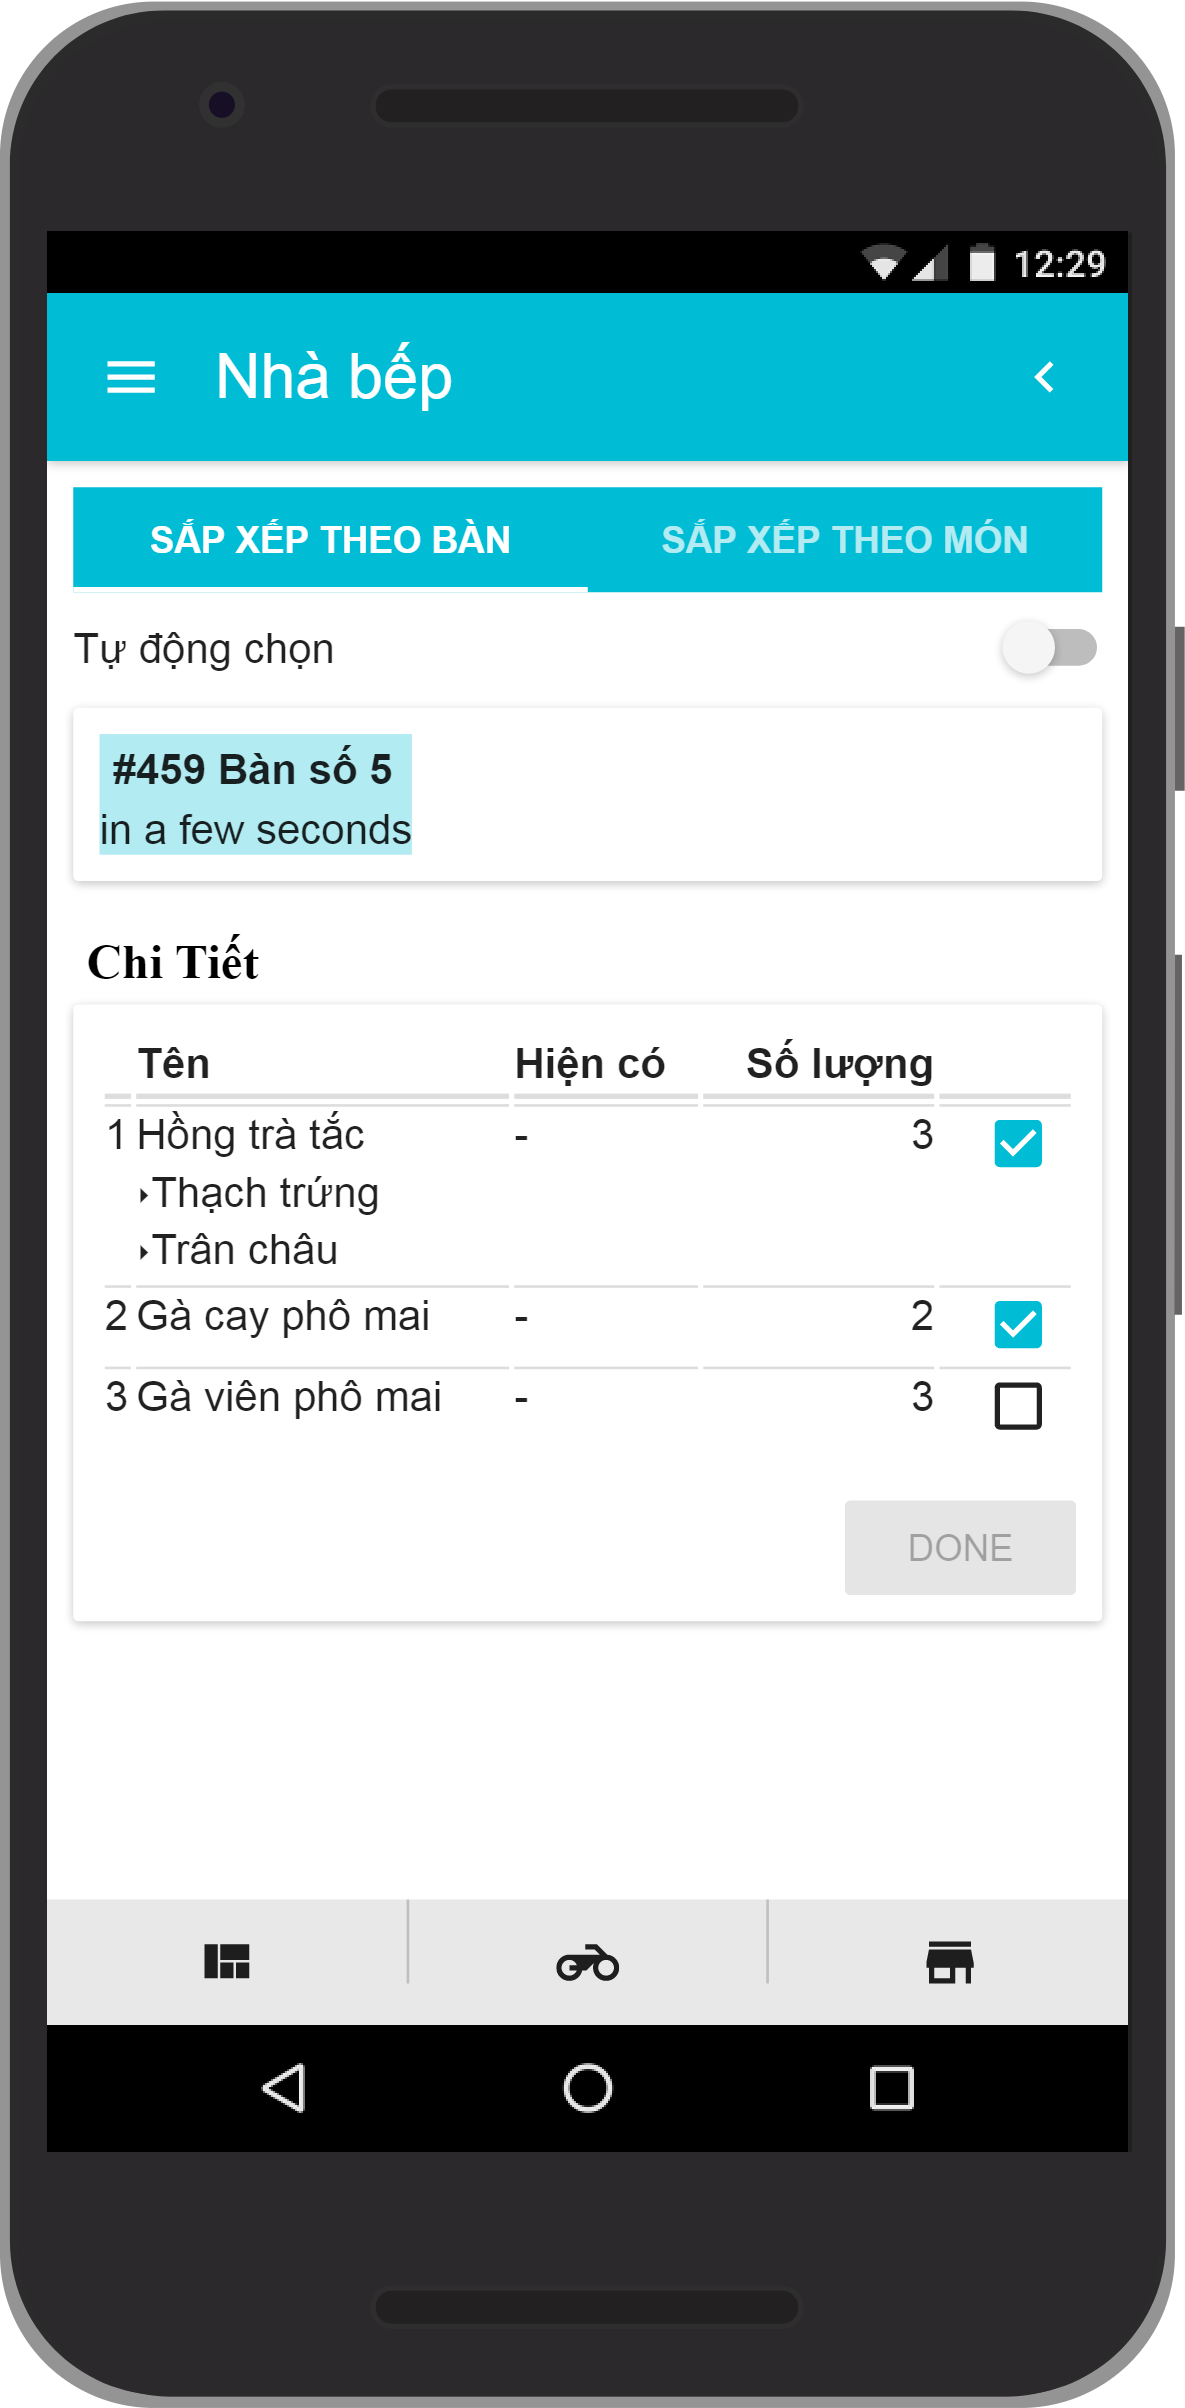 12:29
Nhà bếp
SẮP XẾP THEO BÀN SẮP XẾP THEO MÓN
Tự động chọn
#459 Bàn số 5
in a few seconds
Chi Tiết
Tên Hiện có Số lượng
1 Hồng trà tắc - 3
Thạch trứng
Trân châu
2 Gà cay phô mai - 2
3 Gà viên phô mai - 3
DONE